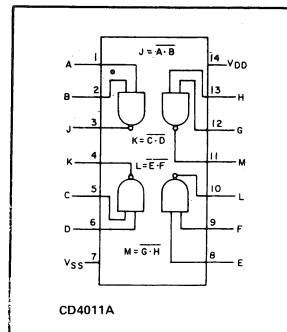 J = A·B
A 1 14 VDD
B 2 13 H
12 G
J 3
K = C·D
11 M
K 4
L = E·F
10 L
C 5
D 6 9 F
VSS 7 M = G·H 8 E
CD4011A